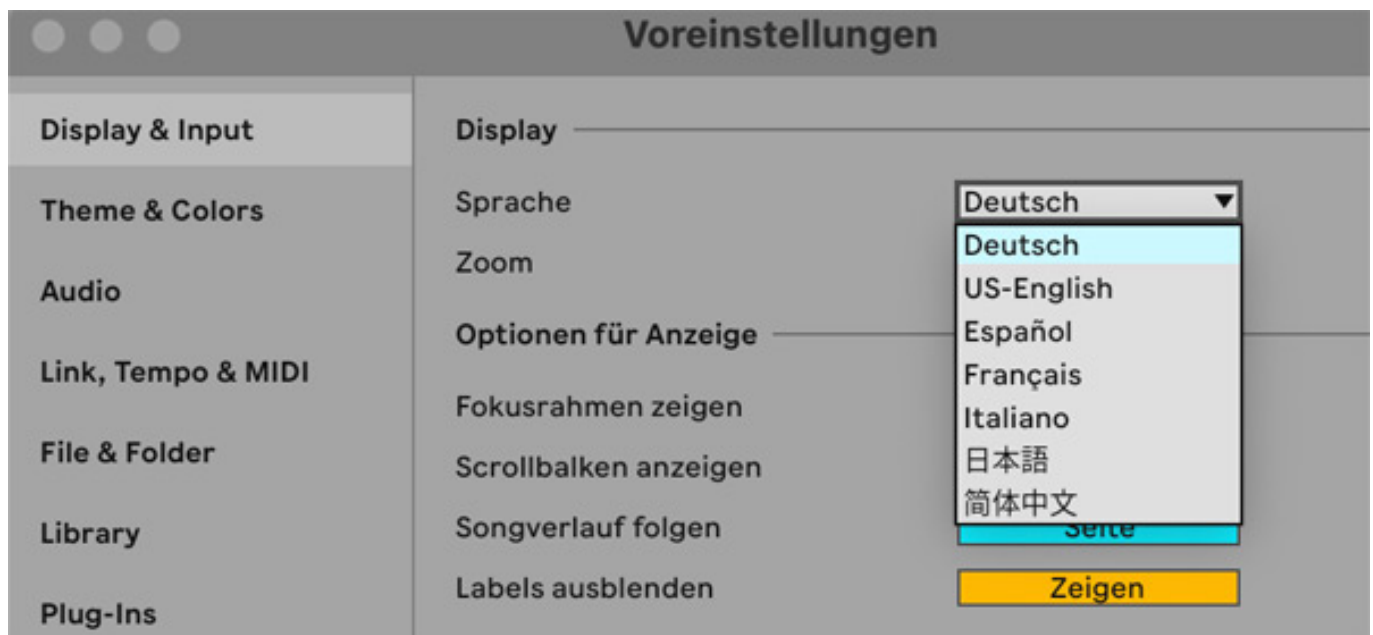 Voreinstellungen
Display & Input
Theme & Colors
Audio
Link, Tempo & MIDI
File & Folder
Library
Plug-Ins
Display
Sprache
Deutsch
Deutsch
US-English
Español
Français
Italiano
日本語
简体中文
Zoom
Optionen für Anzeige
Fokusrahmen zeigen
Scrollbalken anzeigen
Songverlauf folgen
Seite
Labels ausblenden
Zeigen